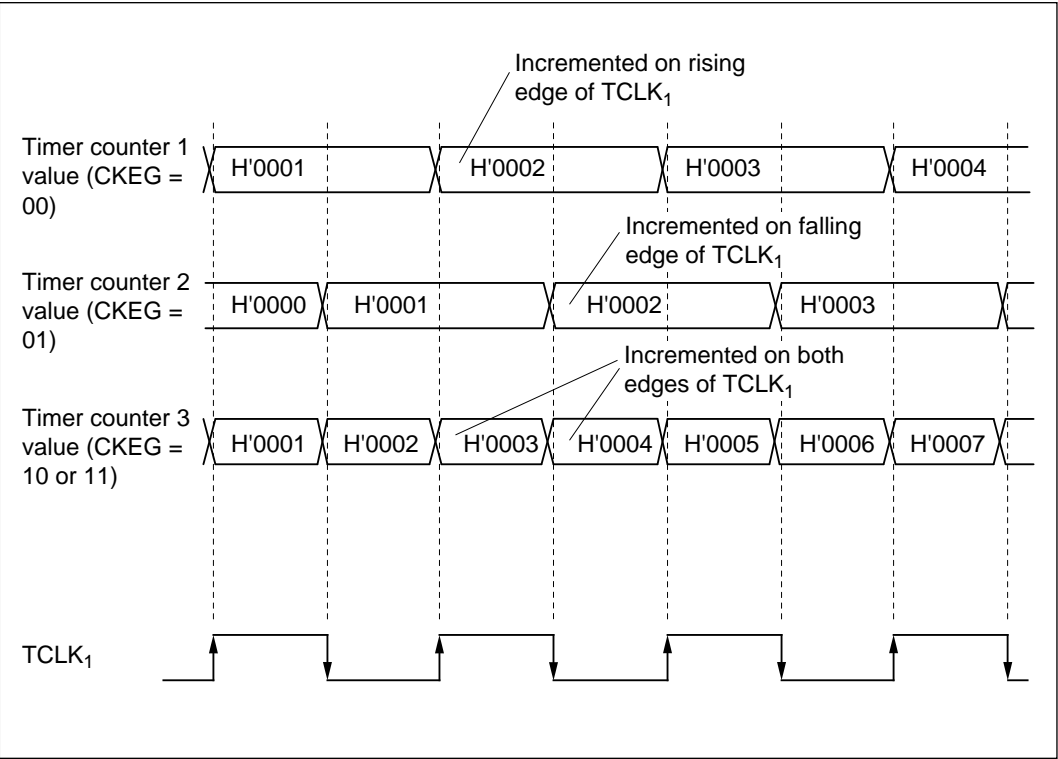 Incremented on rising
edge of TCLK₁
Timer counter 1
value (CKEG =
00)
H'0001 H'0002 H'0003 H'0004
Incremented on falling
edge of TCLK₁
Timer counter 2
value (CKEG =
01)
H'0000 H'0001 H'0002 H'0003
Incremented on both
edges of TCLK₁
Timer counter 3
value (CKEG =
10 or 11)
H'0001 H'0002 H'0003 H'0004 H'0005 H'0006 H'0007
TCLK₁